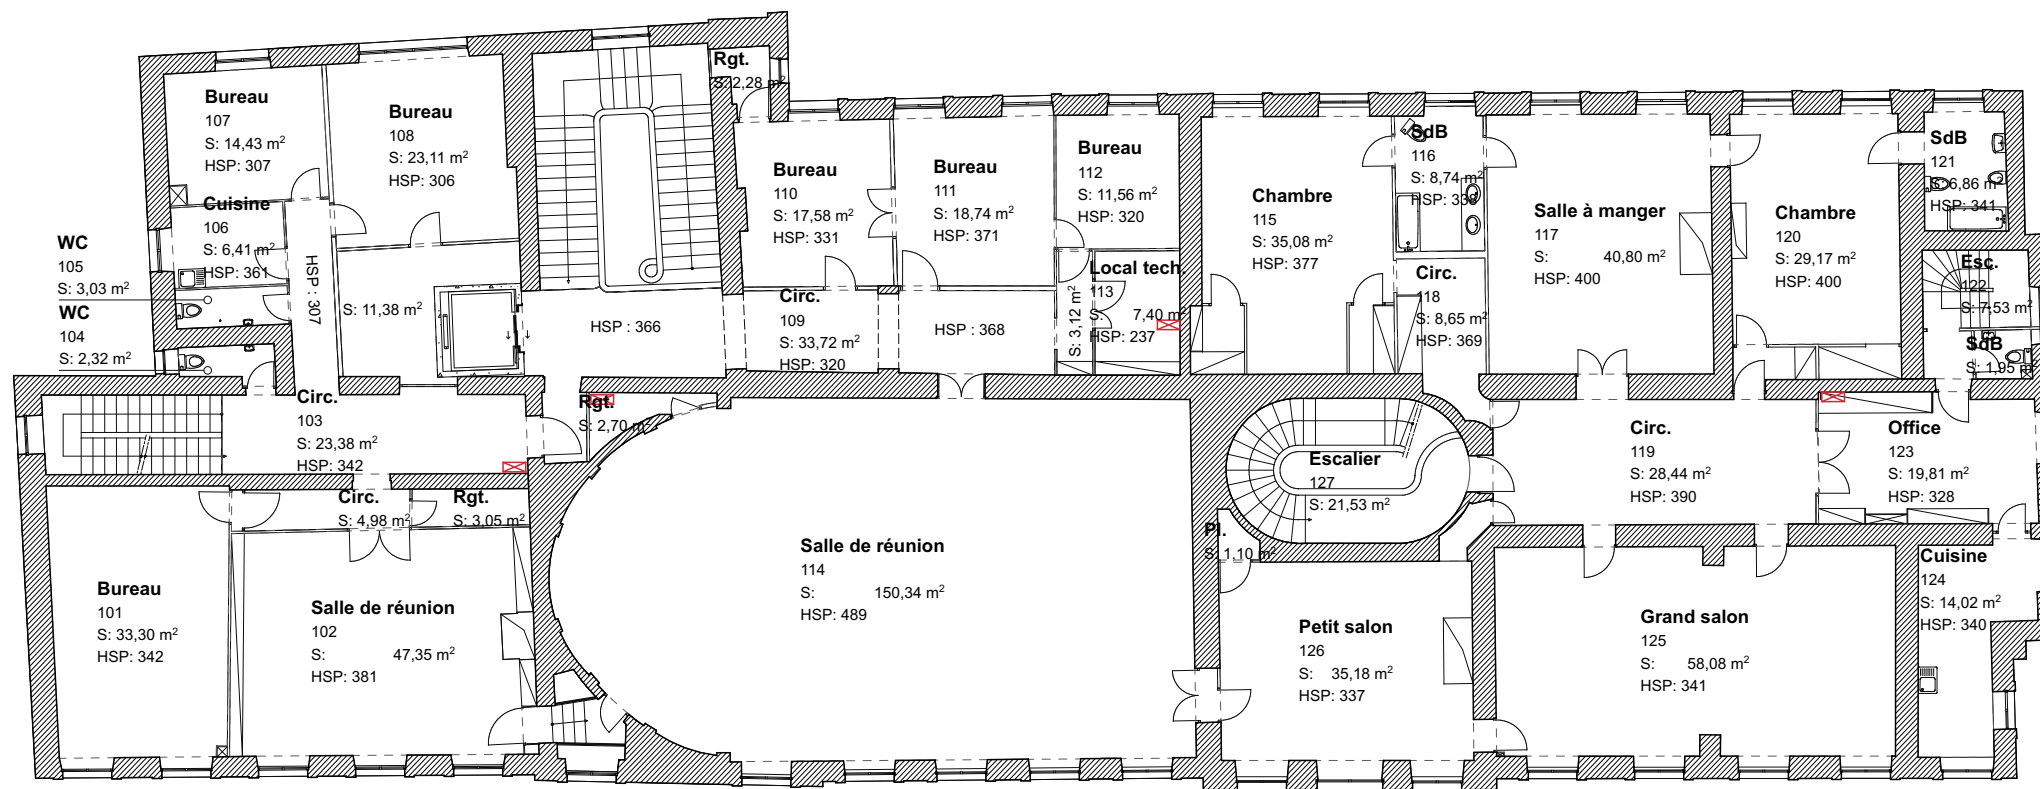 Rgt.
S: 2,28 m²
Bureau
107
S: 14,43 m²
HSP: 307
Bureau
108
S: 23,11 m²
HSP: 306
Cuisine
106
S: 6,41 m²
HSP: 361
WC
105
S: 3,03 m²
WC
104
S: 2,32 m²
HSP : 307
S: 11,38 m²
HSP : 366
Bureau
110
S: 17,58 m²
HSP: 331
Bureau
111
S: 18,74 m²
HSP: 371
Bureau
112
S: 11,56 m²
HSP: 320
Circ.
109
S: 33,72 m²
HSP: 320
HSP : 368
S: 3,12 m²
Local tech.
113
S: 7,40 m²
HSP: 237
Chambre
115
S: 35,08 m²
HSP: 377
SdB
116
S: 8,74 m²
HSP: 338
Circ.
118
S: 8,65 m²
HSP: 369
Salle à manger
117
S: 40,80 m²
HSP: 400
Chambre
120
S: 29,17 m²
HSP: 400
SdB
121
S: 6,86 m²
HSP: 341
Esc.
122
S: 7,53 m²
SdB
S: 1,95 m²
Circ.
103
S: 23,38 m²
HSP: 342
Rgt.
S: 2,70 m²
Circ.
S: 4,98 m²
Rgt.
S: 3,05 m²
Bureau
101
S: 33,30 m²
HSP: 342
Salle de réunion
102
S: 47,35 m²
HSP: 381
Salle de réunion
114
S: 150,34 m²
HSP: 489
Escalier
127
S: 21,53 m²
Pl.
S: 1,10 m²
Petit salon
126
S: 35,18 m²
HSP: 337
Circ.
119
S: 28,44 m²
HSP: 390
Office
123
S: 19,81 m²
HSP: 328
Grand salon
125
S: 58,08 m²
HSP: 341
Cuisine
124
S: 14,02 m²
HSP: 340